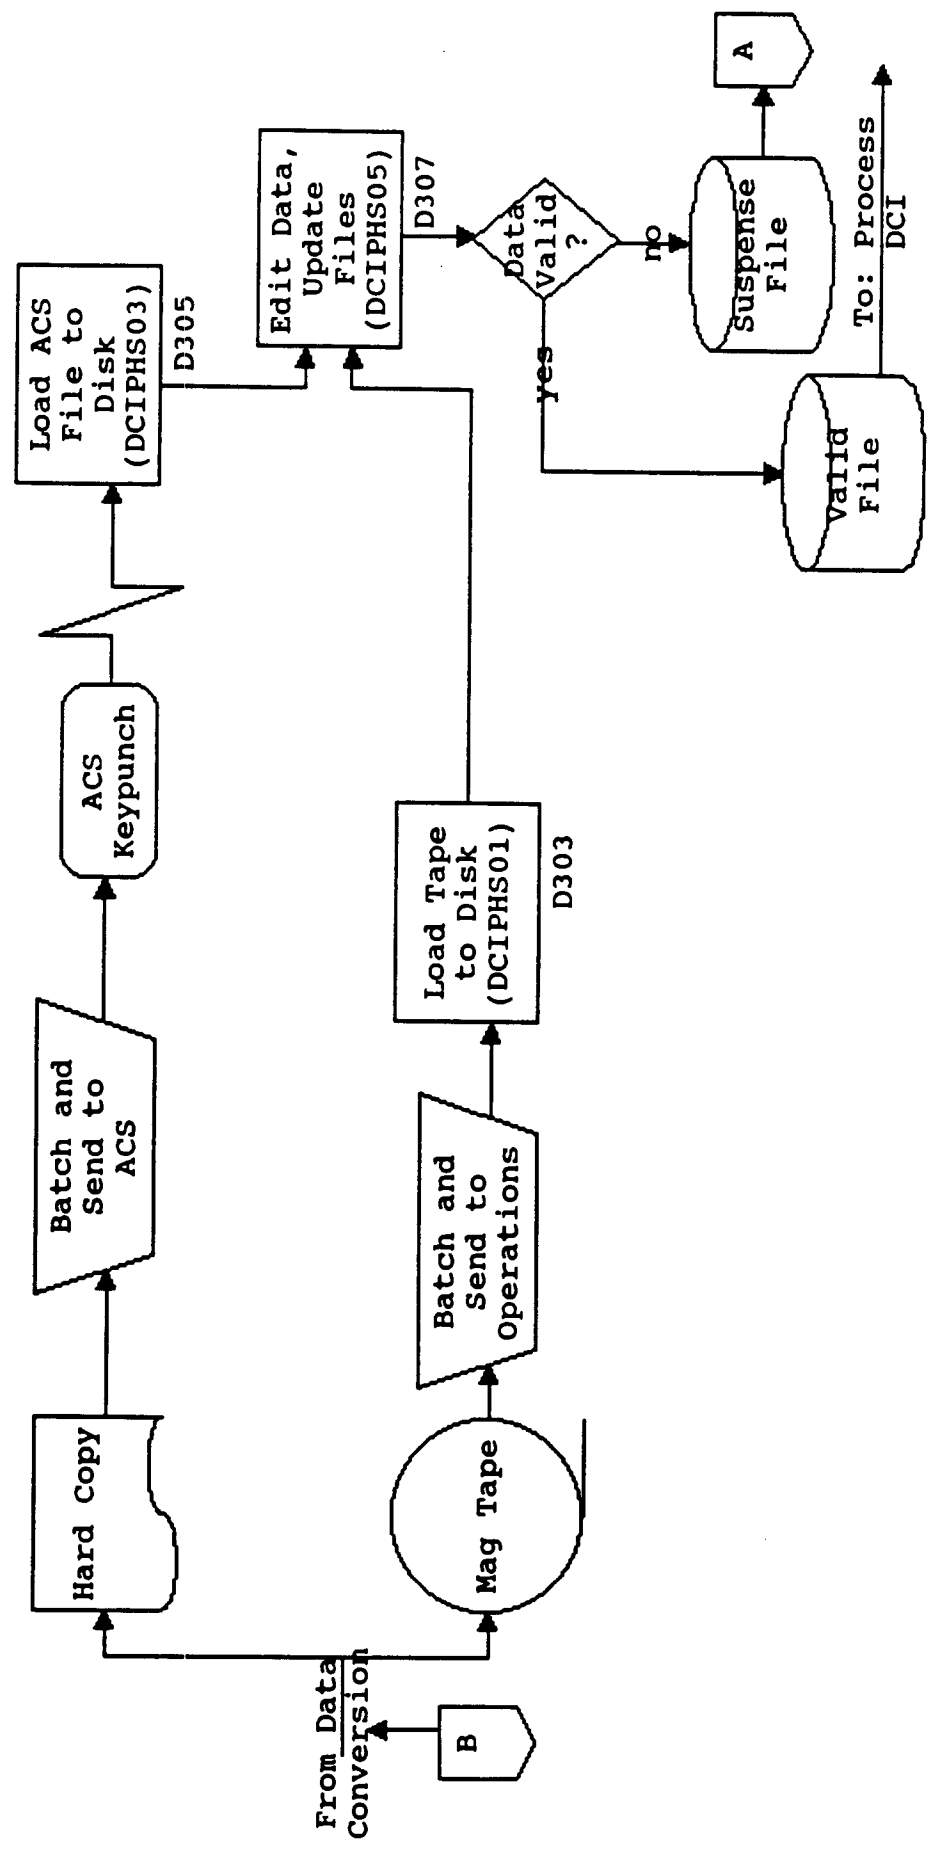 From Data
Conversion
B
Hard Copy
Batch and
Send to
ACS
ACS
Keypunch
Load ACS
File to
Disk
(DCIPHS03)
D305
Mag Tape
Batch and
Send to
Operations
Load Tape
to Disk
(DCIPHS01)
D303
Edit Data,
Update
Files
(DCIPHS05)
D307
Data
Valid
?
yes
no
Suspense
File
A
Valid
File
To: Process
DCI